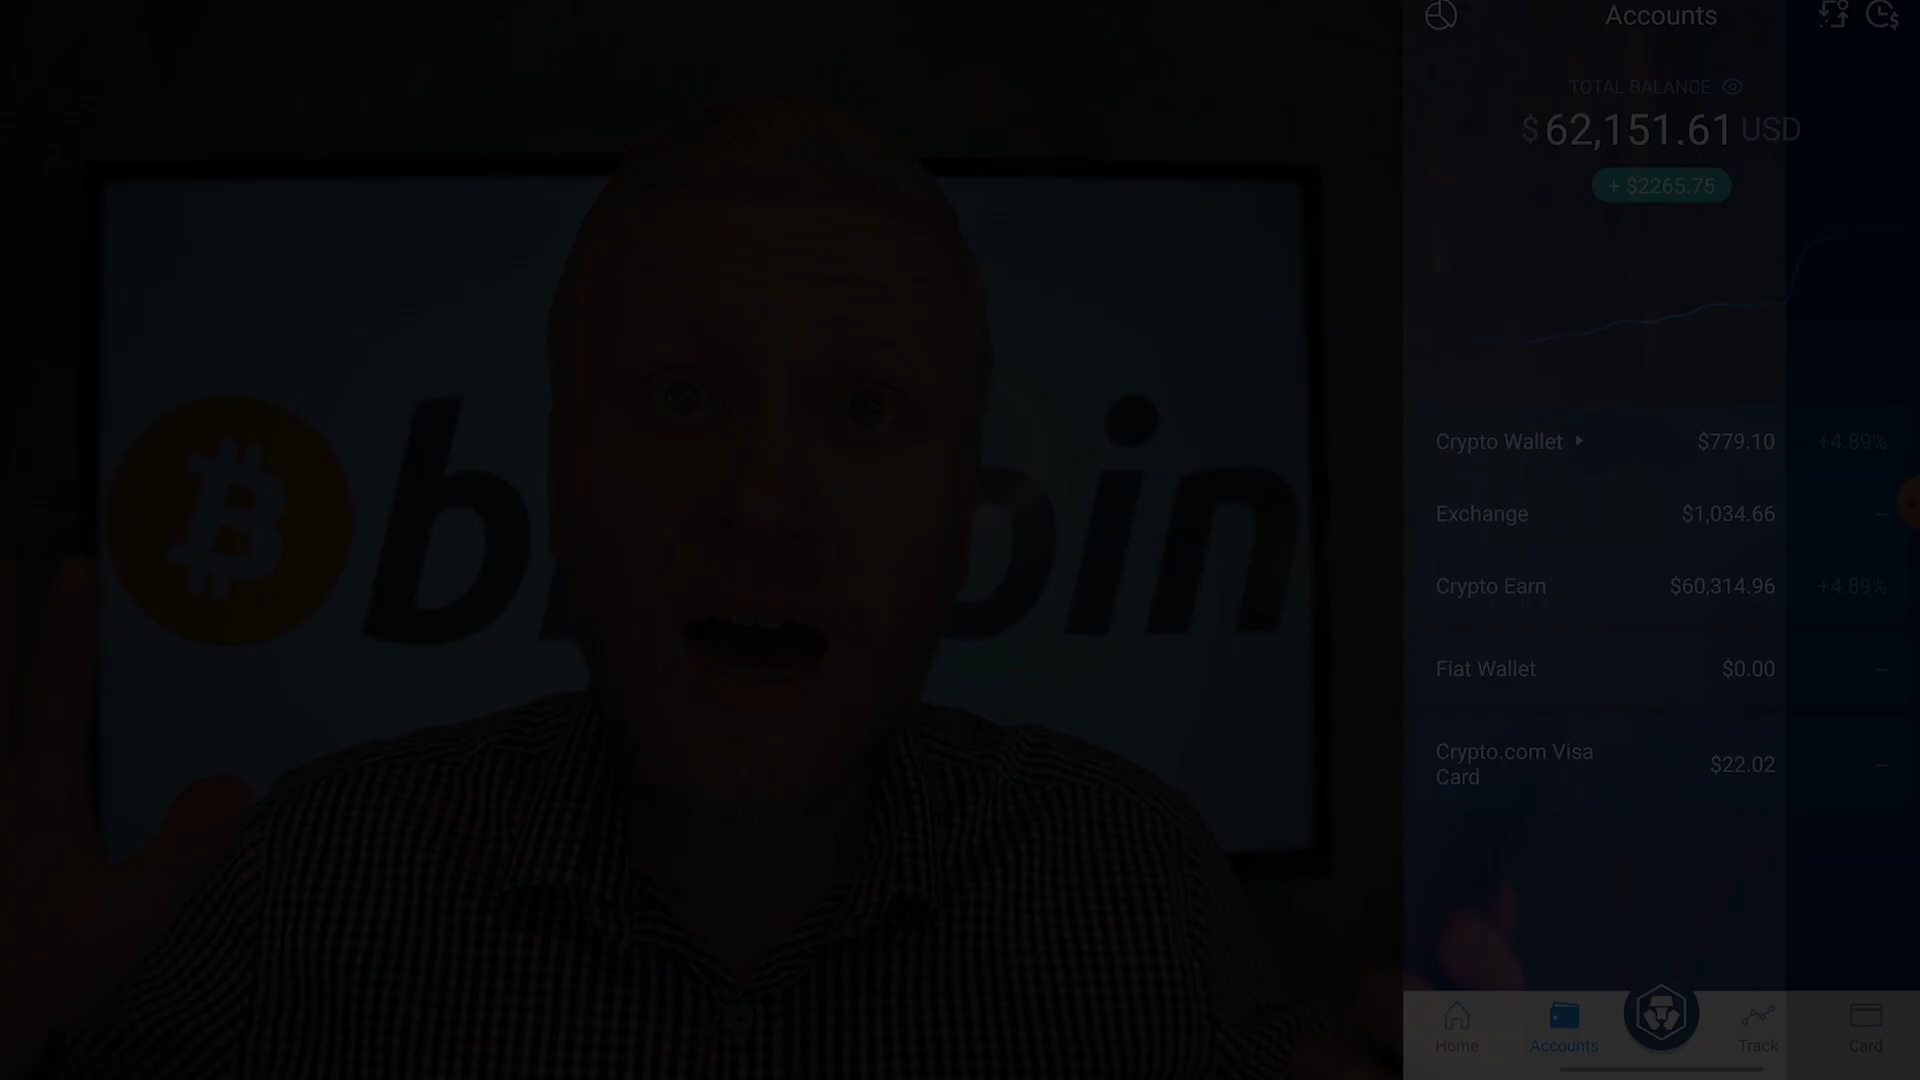 Accounts
TOTAL BALANCE
$ 62,151.61 USD
+ $2265.75
b oin
Crypto Wallet $779.10 +4.89%
Exchange $1,034.66 –
Crypto Earn $60,314.96 +4.89%
Fiat Wallet $0.00 –
Crypto.com Visa
Card $22.02 –
Home Accounts Track Card